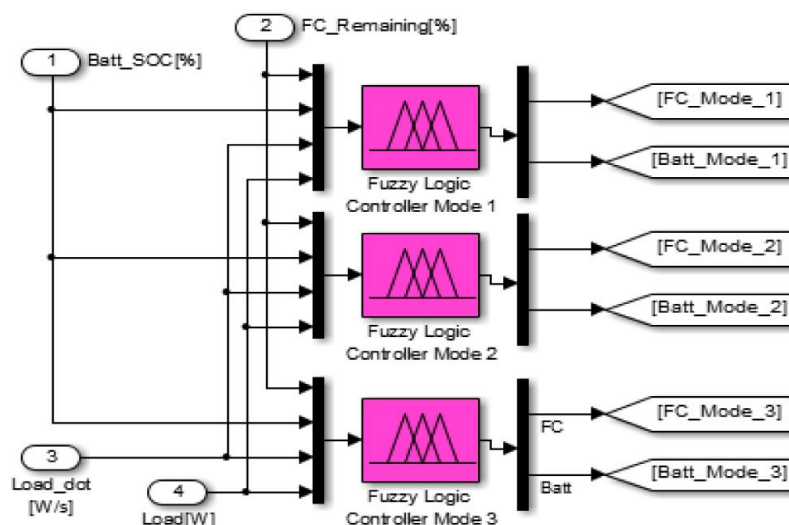 2
FC_Remaining[%]
1
Batt_SOC[%]
[FC_Mode_1]
[Batt_Mode_1]
Fuzzy Logic
Controller Mode 1
[FC_Mode_2]
[Batt_Mode_2]
Fuzzy Logic
Controller Mode 2
[FC_Mode_3]
FC
3
Load_dot
[W/s]
[Batt_Mode_3]
Batt
4
Load[W]
Fuzzy Logic
Controller Mode 3